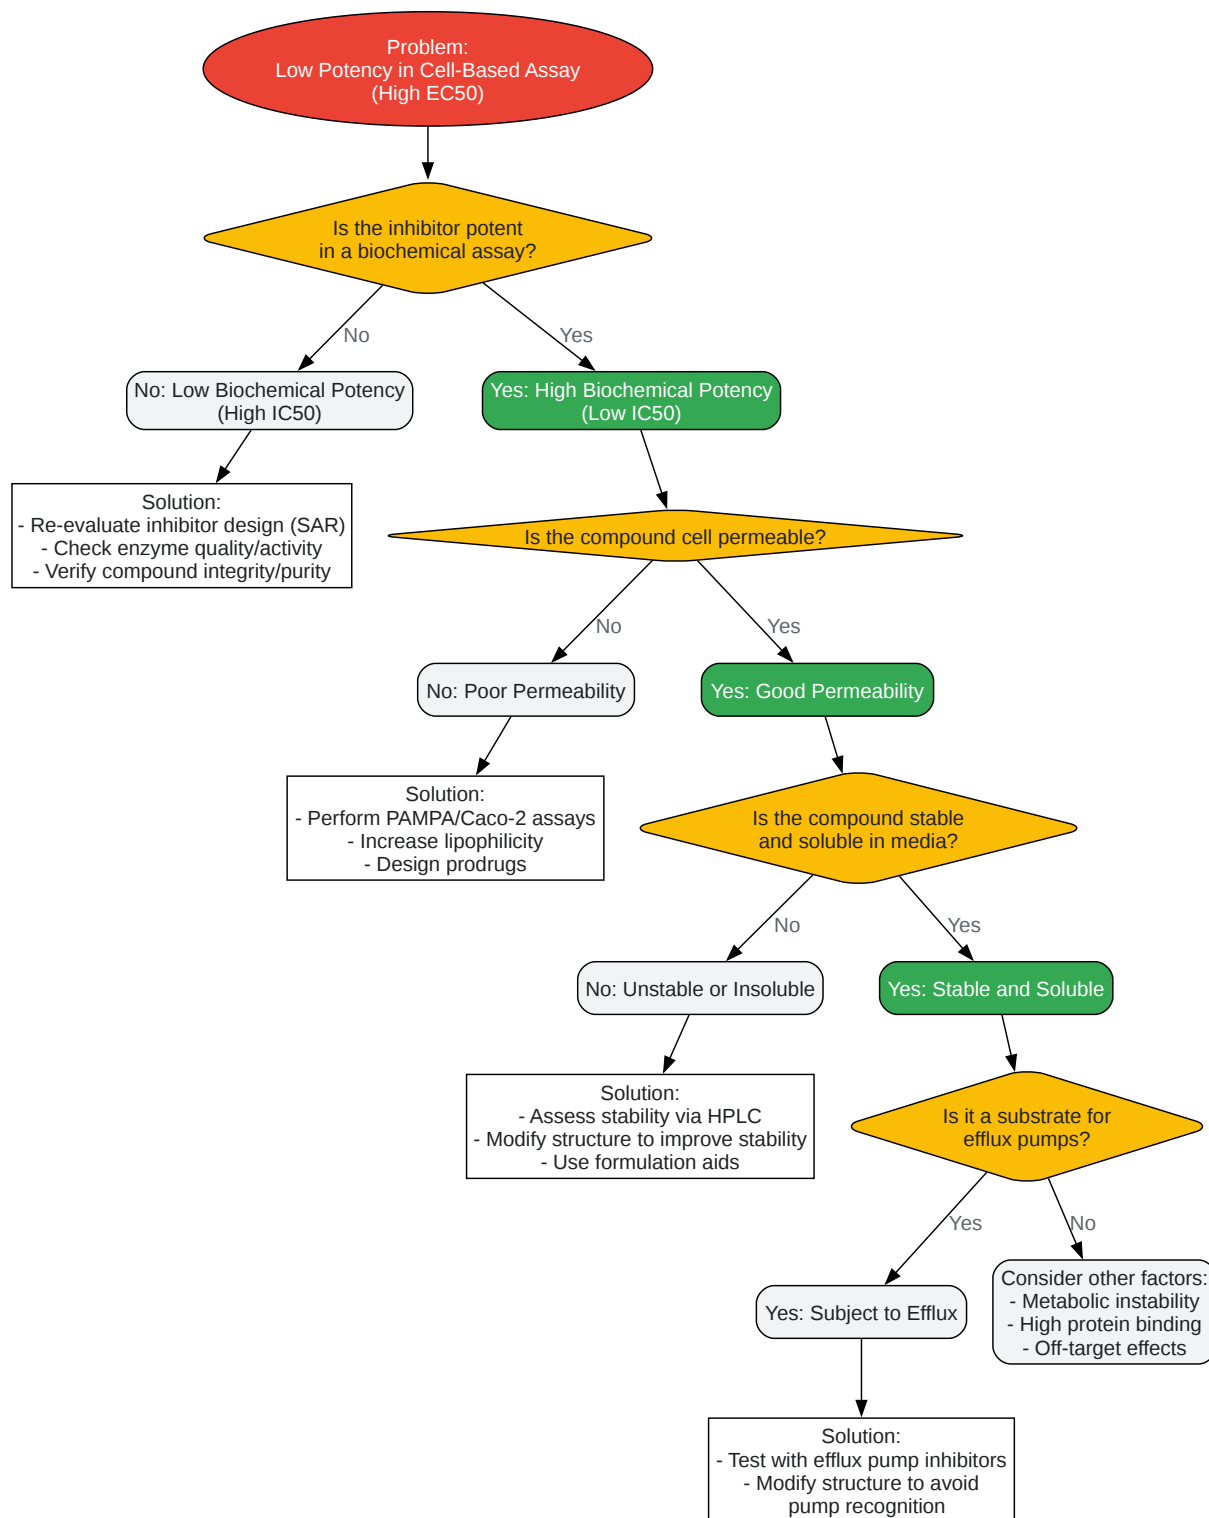 Problem:
Low Potency in Cell-Based Assay
(High EC50)
Is the inhibitor potent
in a biochemical assay?
No
Yes
No: Low Biochemical Potency
(High IC50)
Yes: High Biochemical Potency
(Low IC50)
Solution:
- Re-evaluate inhibitor design (SAR)
- Check enzyme quality/activity
- Verify compound integrity/purity
Is the compound cell permeable?
No
Yes
No: Poor Permeability
Yes: Good Permeability
Solution:
- Perform PAMPA/Caco-2 assays
- Increase lipophilicity
- Design prodrugs
Is the compound stable
and soluble in media?
No
Yes
No: Unstable or Insoluble
Yes: Stable and Soluble
Solution:
- Assess stability via HPLC
- Modify structure to improve stability
- Use formulation aids
Is it a substrate for
efflux pumps?
Yes
No
Yes: Subject to Efflux
Consider other factors:
- Metabolic instability
- High protein binding
- Off-target effects
Solution:
- Test with efflux pump inhibitors
- Modify structure to avoid
pump recognition